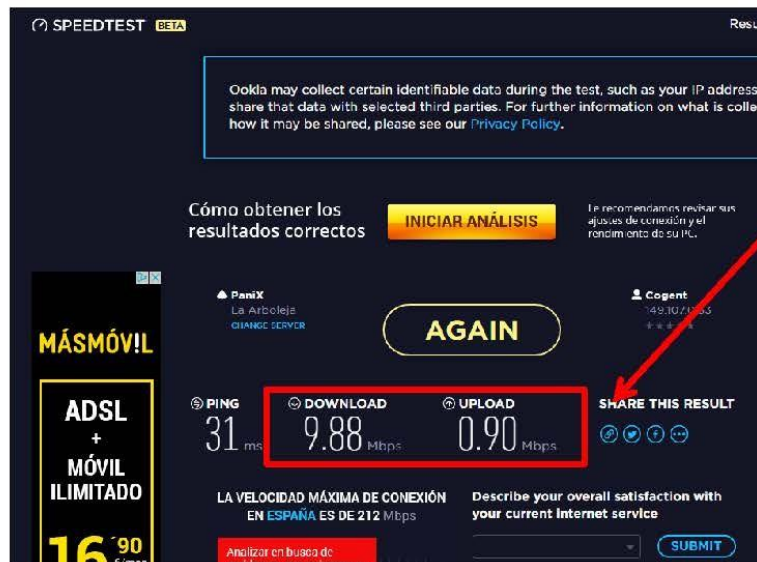 SPEEDTEST BETA
Resu
Ookla may collect certain identifiable data during the test, such as your IP address
share that data with selected third parties. For further information on what is colle
how it may be shared, please see our Privacy Policy.
Cómo obtener los
resultados correctos
INICIAR ANÁLISIS
Le recomendamos revisar sus
ajustes de conexión y el
rendimiento de su PC.
PaniX
La Arboleja
CHANGE SERVER
AGAIN
Cogent
MÁSMÓV!L
ADSL
+
MÓVIL
ILIMITADO
16´90
PING
31 ms
DOWNLOAD
9.88 Mbps
UPLOAD
0.90 Mbps
SHARE THIS RESULT
LA VELOCIDAD MÁXIMA DE CONEXIÓN
EN ESPAÑA ES DE 212 Mbps
Analizar en busca de
Describe your overall satisfaction with
your current internet service
SUBMIT